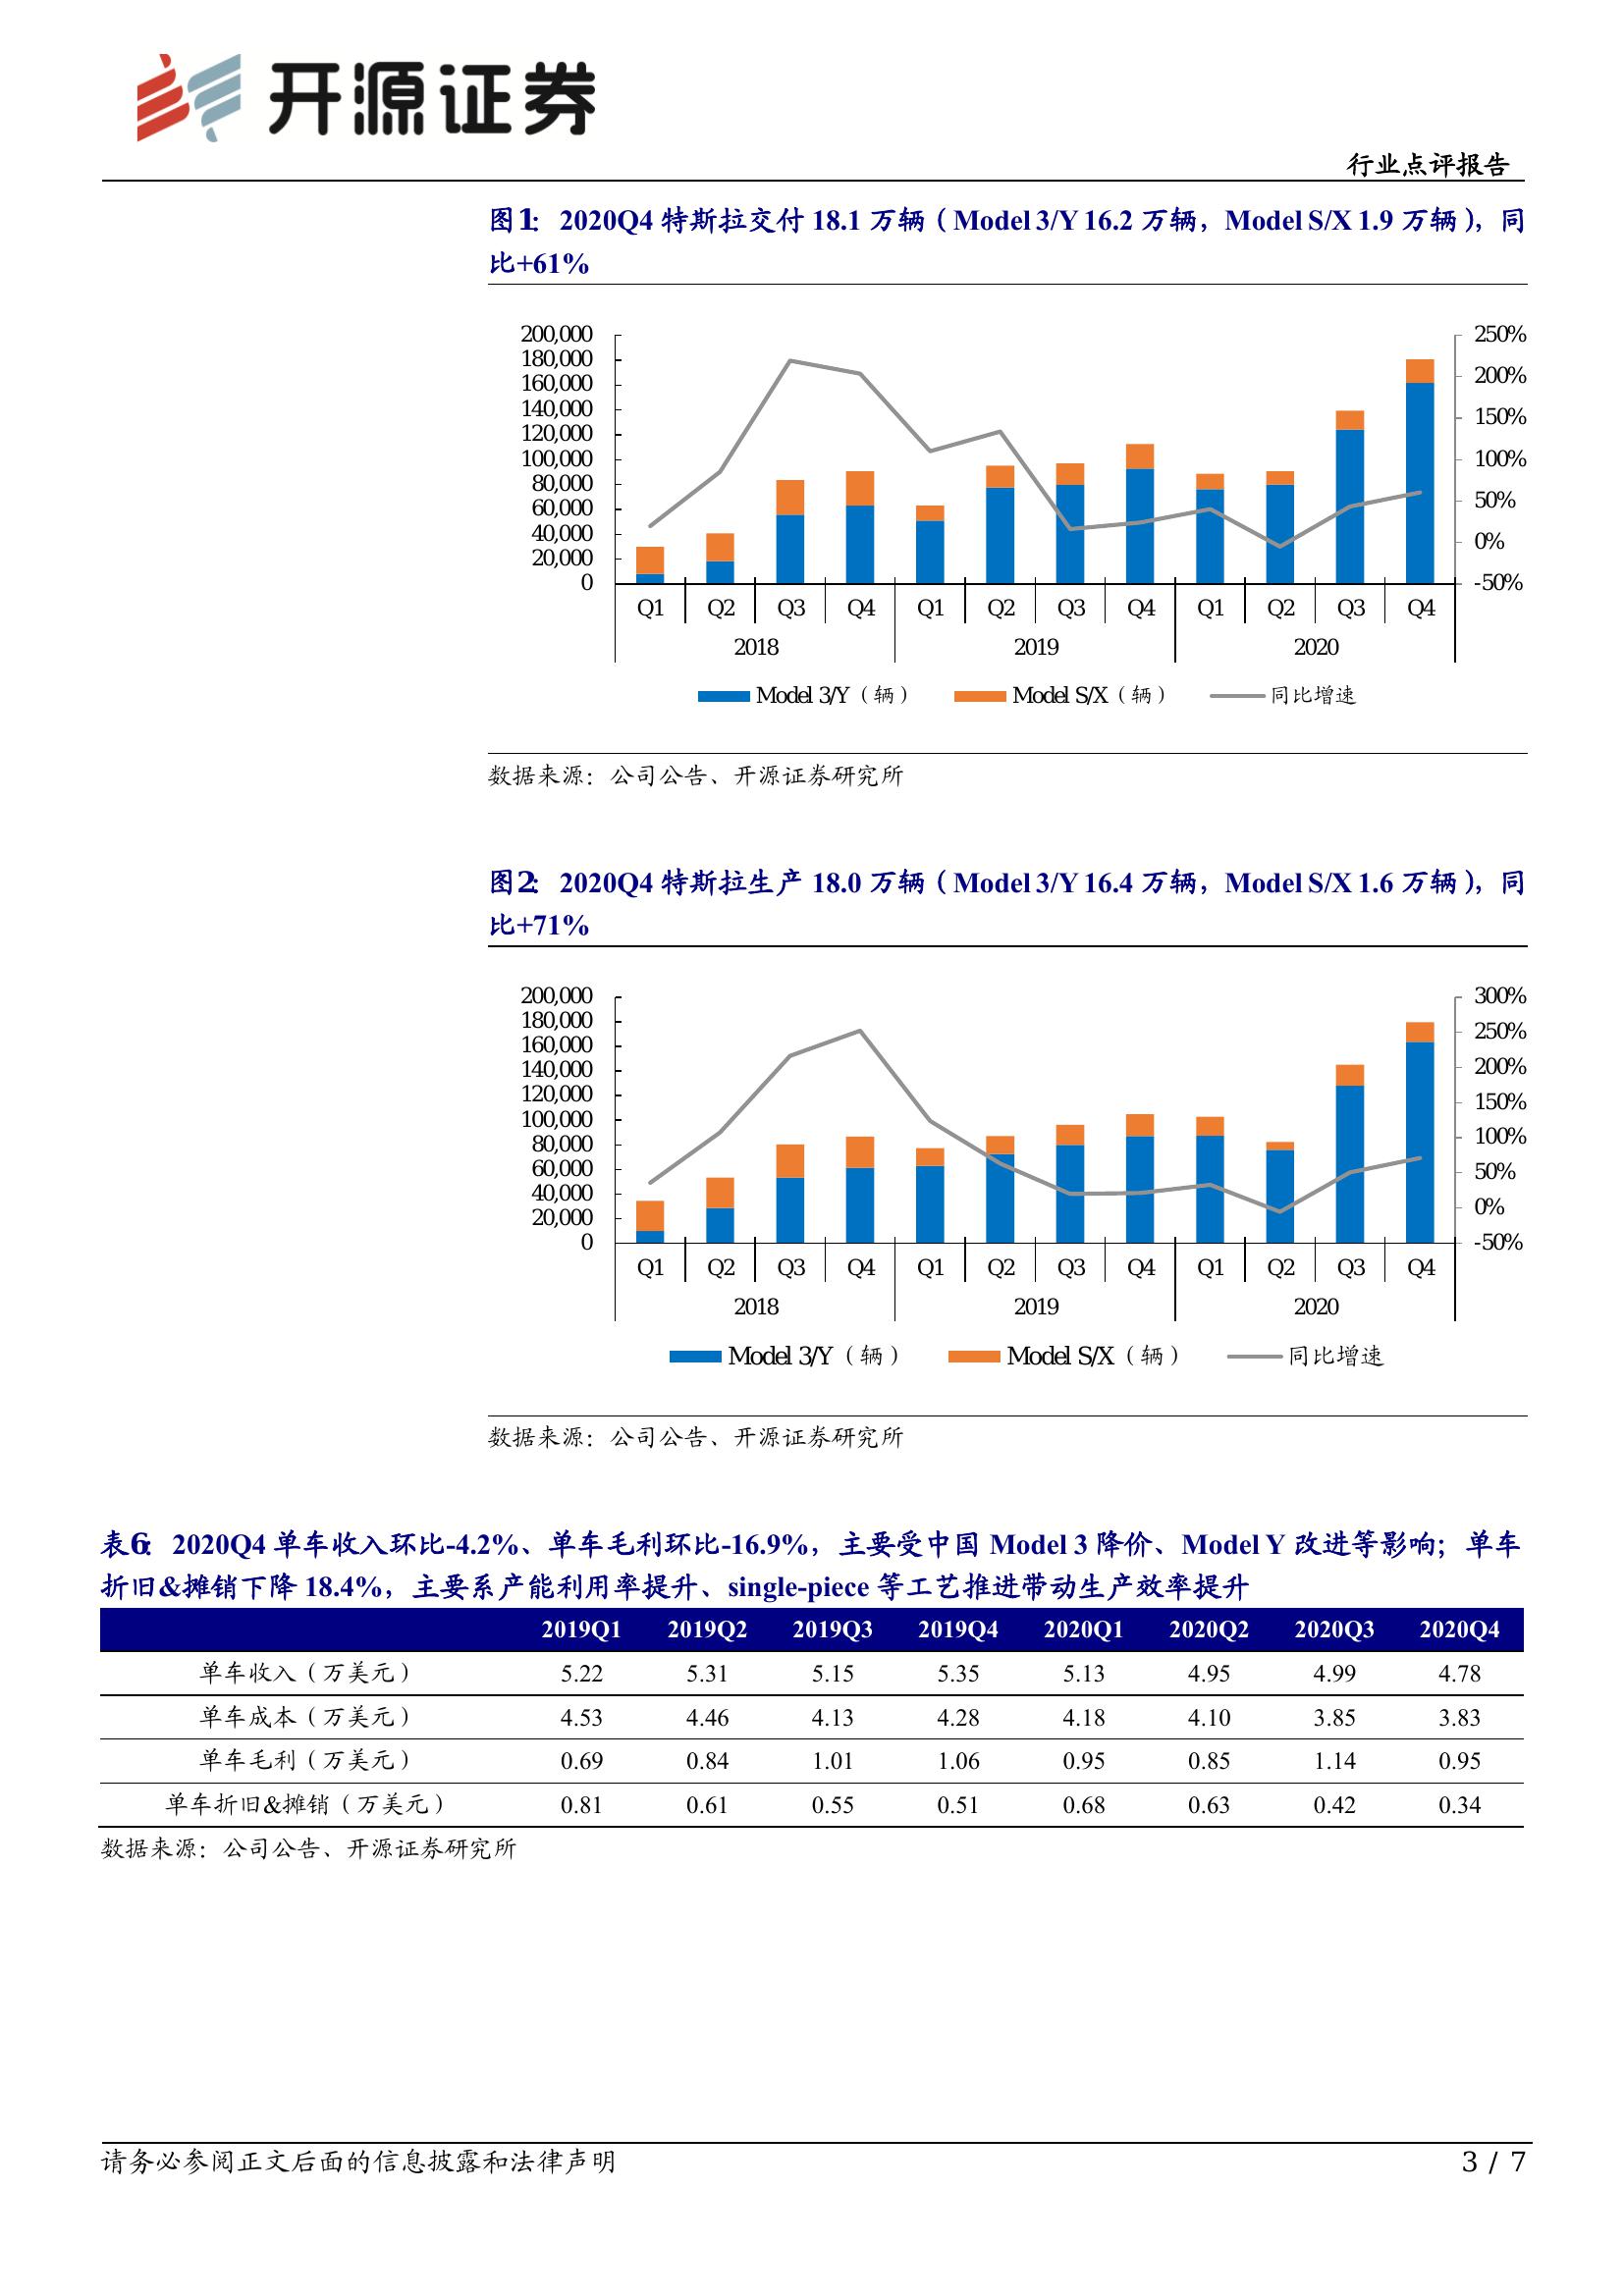 开源证券
行业点评报告
图1: 2020Q4 特斯拉交付 18.1 万辆（Model 3/Y 16.2 万辆，Model S/X 1.9 万辆），同
比+61%
200,000 250%
180,000 200%
160,000
140,000 150%
120,000
100,000 100%
80,000
60,000 50%
40,000 0%
20,000
0 -50%
Q1 Q2 Q3 Q4 Q1 Q2 Q3 Q4 Q1 Q2 Q3 Q4
2018 2019 2020
Model 3/Y（辆） Model S/X（辆） 同比增速
数据来源：公司公告、开源证券研究所
图2: 2020Q4 特斯拉生产 18.0 万辆（Model 3/Y 16.4 万辆，Model S/X 1.6 万辆），同
比+71%
200,000 300%
180,000 250%
160,000
140,000 200%
120,000 150%
100,000
80,000 100%
60,000 50%
40,000
20,000 0%
0 -50%
Q1 Q2 Q3 Q4 Q1 Q2 Q3 Q4 Q1 Q2 Q3 Q4
2018 2019 2020
Model 3/Y（辆） Model S/X（辆） 同比增速
数据来源：公司公告、开源证券研究所
表6: 2020Q4 单车收入环比-4.2%、单车毛利环比-16.9%，主要受中国 Model 3 降价、Model Y 改进等影响；单车
折旧&摊销下降 18.4%，主要系产能利用率提升、single-piece 等工艺推进带动生产效率提升
2019Q1 2019Q2 2019Q3 2019Q4 2020Q1 2020Q2 2020Q3 2020Q4
单车收入（万美元） 5.22 5.31 5.15 5.35 5.13 4.95 4.99 4.78
单车成本（万美元） 4.53 4.46 4.13 4.28 4.18 4.10 3.85 3.83
单车毛利（万美元） 0.69 0.84 1.01 1.06 0.95 0.85 1.14 0.95
单车折旧&摊销（万美元） 0.81 0.61 0.55 0.51 0.68 0.63 0.42 0.34
数据来源：公司公告、开源证券研究所
请务必参阅正文后面的信息披露和法律声明 3 / 7